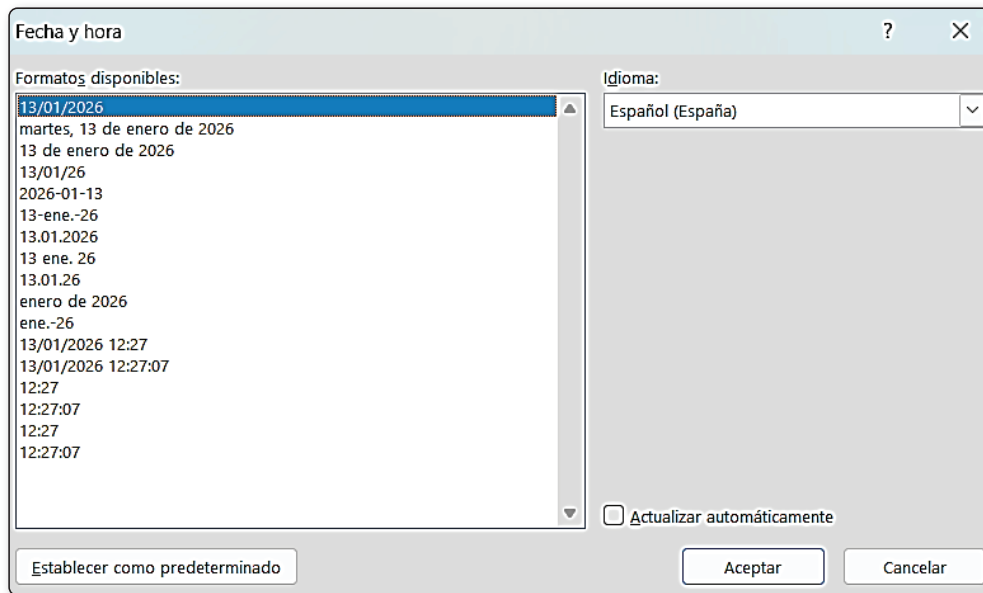 Fecha y hora
?
Formatos disponibles:
13/01/2026
martes, 13 de enero de 2026
13 de enero de 2026
13/01/26
2026-01-13
13-ene.-26
13.01.2026
13 ene. 26
13.01.26
enero de 2026
ene.-26
13/01/2026 12:27
13/01/2026 12:27:07
12:27
12:27:07
12:27
12:27:07
Idioma:
Español (España)
Actualizar automáticamente
Establecer como predeterminado
Aceptar
Cancelar